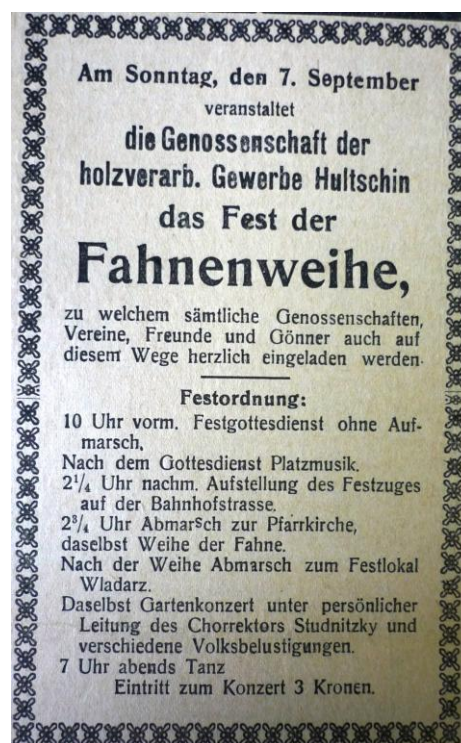 Am Sonntag, den 7. September
veranstaltet
die Genossenschaft der
holzverarb. Gewerbe Hultschin
das Fest der
Fahnenweihe,
zu welchem sämtliche Genossenschaften,
Vereine, Freunde und Gönner auch auf
diesem Wege herzlich eingeladen werden.
Festordnung:
10 Uhr vorm. Festgottesdienst ohne Auf-
marsch,
Nach dem Gottesdienst Platzmusik.
2¹/₄ Uhr nachm. Aufstellung des Festzuges
auf der Bahnhofstrasse.
2³/₄ Uhr Abmarsch zur Pfarrkirche,
daselbst Weihe der Fahne.
Nach der Weihe Abmarsch zum Festlokal
Wladarz.
Daselbst Gartenkonzert unter persönlicher
Leitung des Chorrektors Studnitzky und
verschiedene Volksbelustigungen.
7 Uhr abends Tanz
Eintritt zum Konzert 3 Kronen.